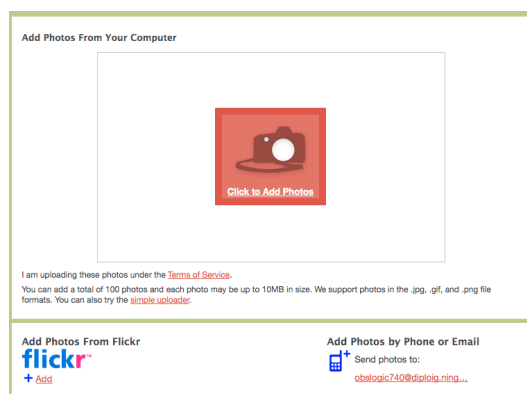 Add Photos From Your Computer
Click to Add Photos
I am uploading these photos under the Terms of Service.
You can add a total of 100 photos and each photo may be up to 10MB in size. We support photos in the .jpg, .gif, and .png file
formats. You can also try the simple uploader.
Add Photos From Flickr
flickr™
+ Add
Add Photos by Phone or Email
Send photos to:
obslogic740@diploig.ning...